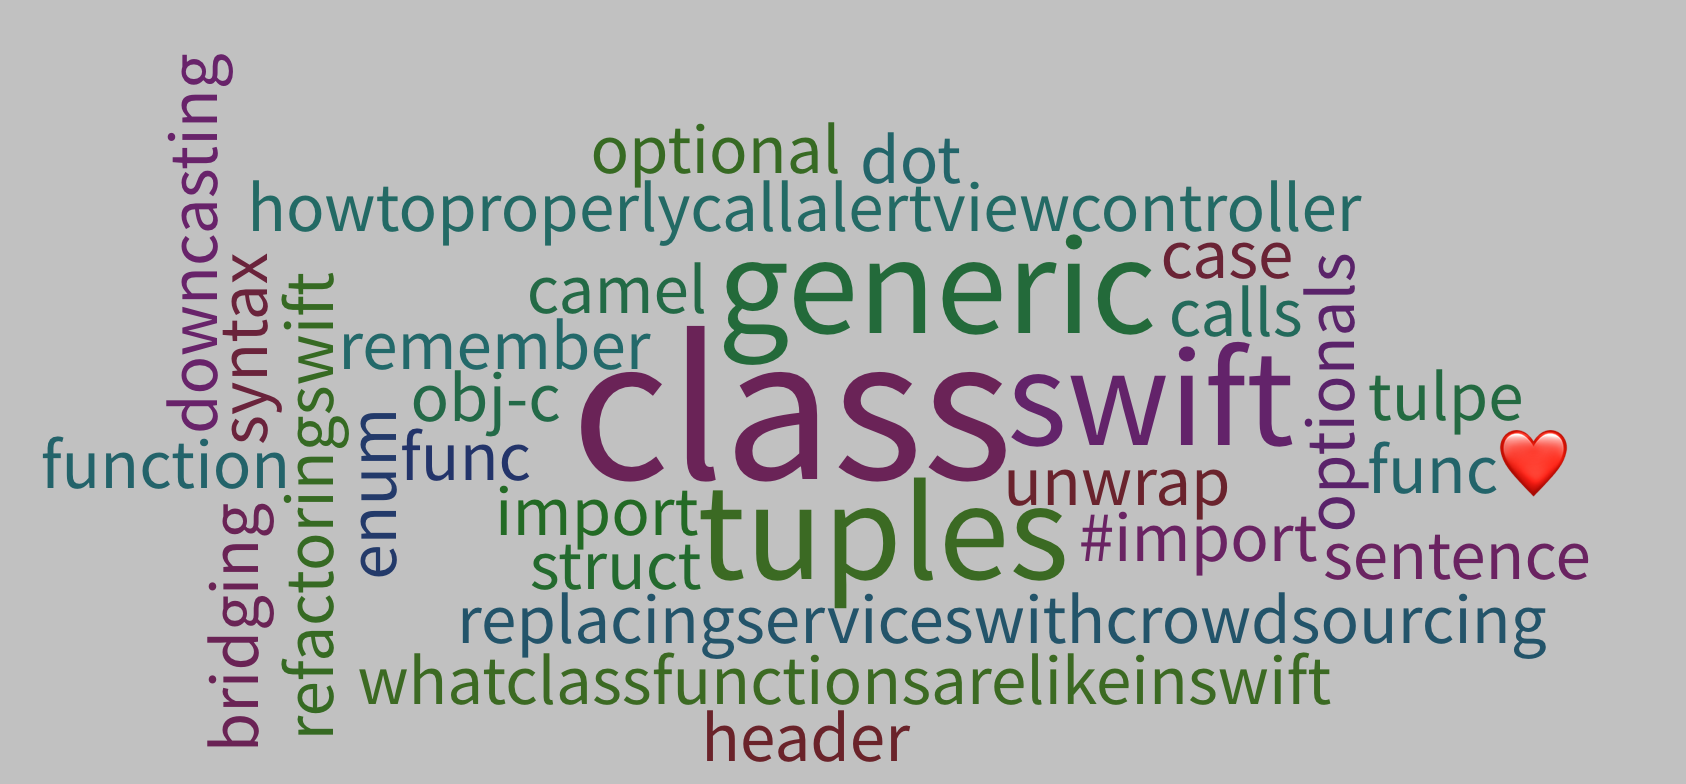 downcasting
optional
dot
howtoproperlycallalertviewcontroller
syntax
refactoringswift
camel
generic
case
calls
optionals
remember
obj-c
class
swift
tulpe
function
enum
func
unwrap
func❤️
bridging
import
tuples
#import
struct
sentence
replacingserviceswithcrowdsourcing
whatclassfunctionsarelikeinswift
header